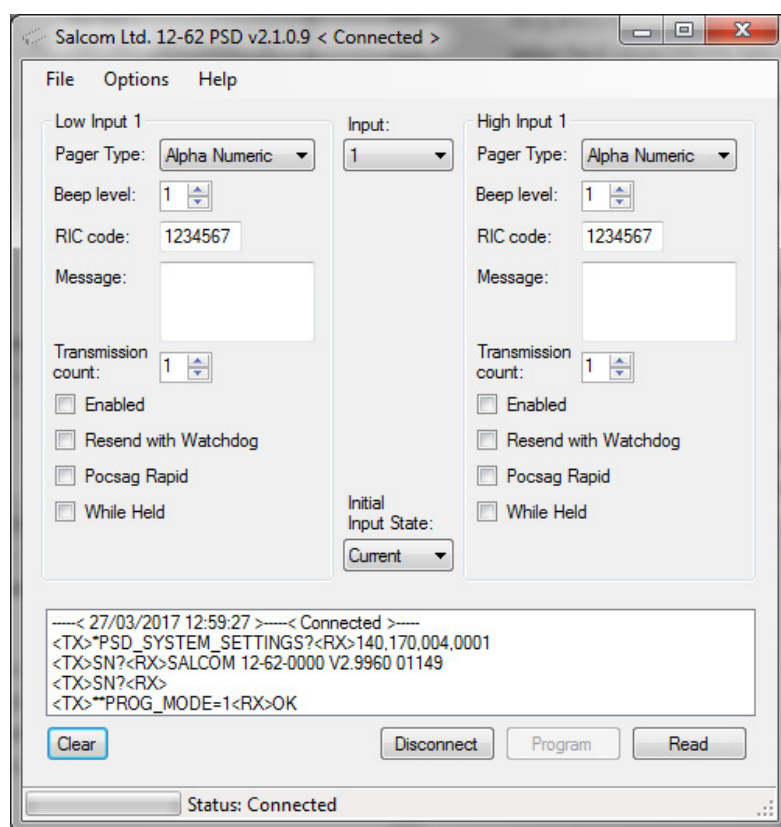 Salcom Ltd. 12-62 PSD v2.1.0.9 < Connected >
File Options Help
Low Input 1
Pager Type: Alpha Numeric
Beep level: 1
RIC code: 1234567
Message:
Transmission
count: 1
Enabled
Resend with Watchdog
Pocsag Rapid
While Held
Input:
1
Initial
Input State:
Current
High Input 1
Pager Type: Alpha Numeric
Beep level: 1
RIC code: 1234567
Message:
Transmission
count: 1
Enabled
Resend with Watchdog
Pocsag Rapid
While Held
-----< 27/03/2017 12:59:27 >-----< Connected >-----
<TX>*PSD_SYSTEM_SETTINGS?<RX>140,170,004,0001
<TX>SN?<RX>SALCOM 12-62-0000 V2.9960 01149
<TX>SN?<RX>
<TX>**PROG_MODE=1<RX>OK
Clear Disconnect Program Read
Status: Connected